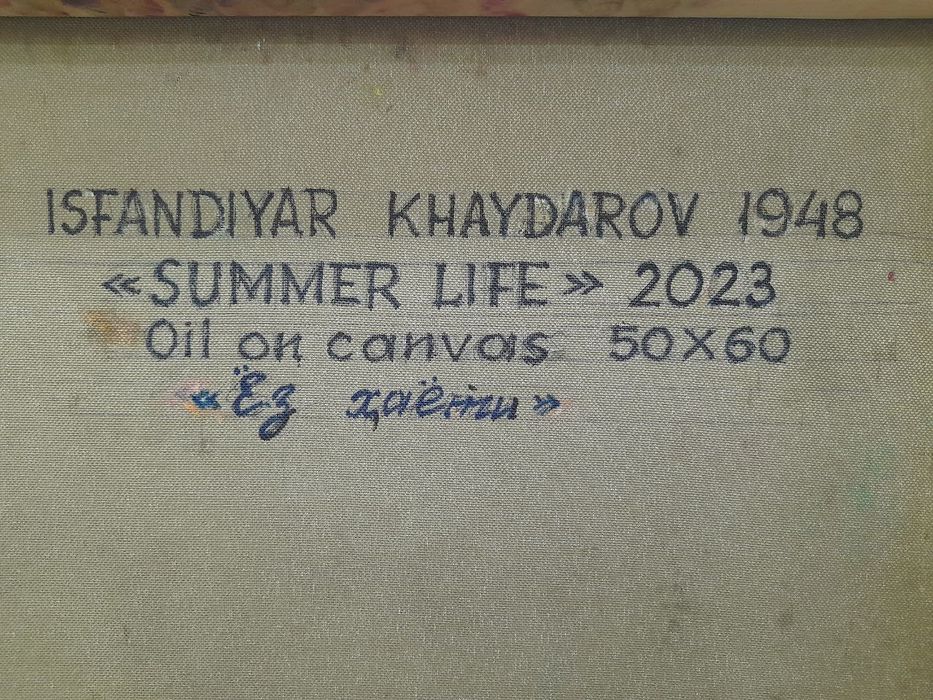 ISFANDIYAR KHAYDAROV 1948
«SUMMER LIFE» 2023
Oil on canvas 50X60
«Ёз ҳаёти»